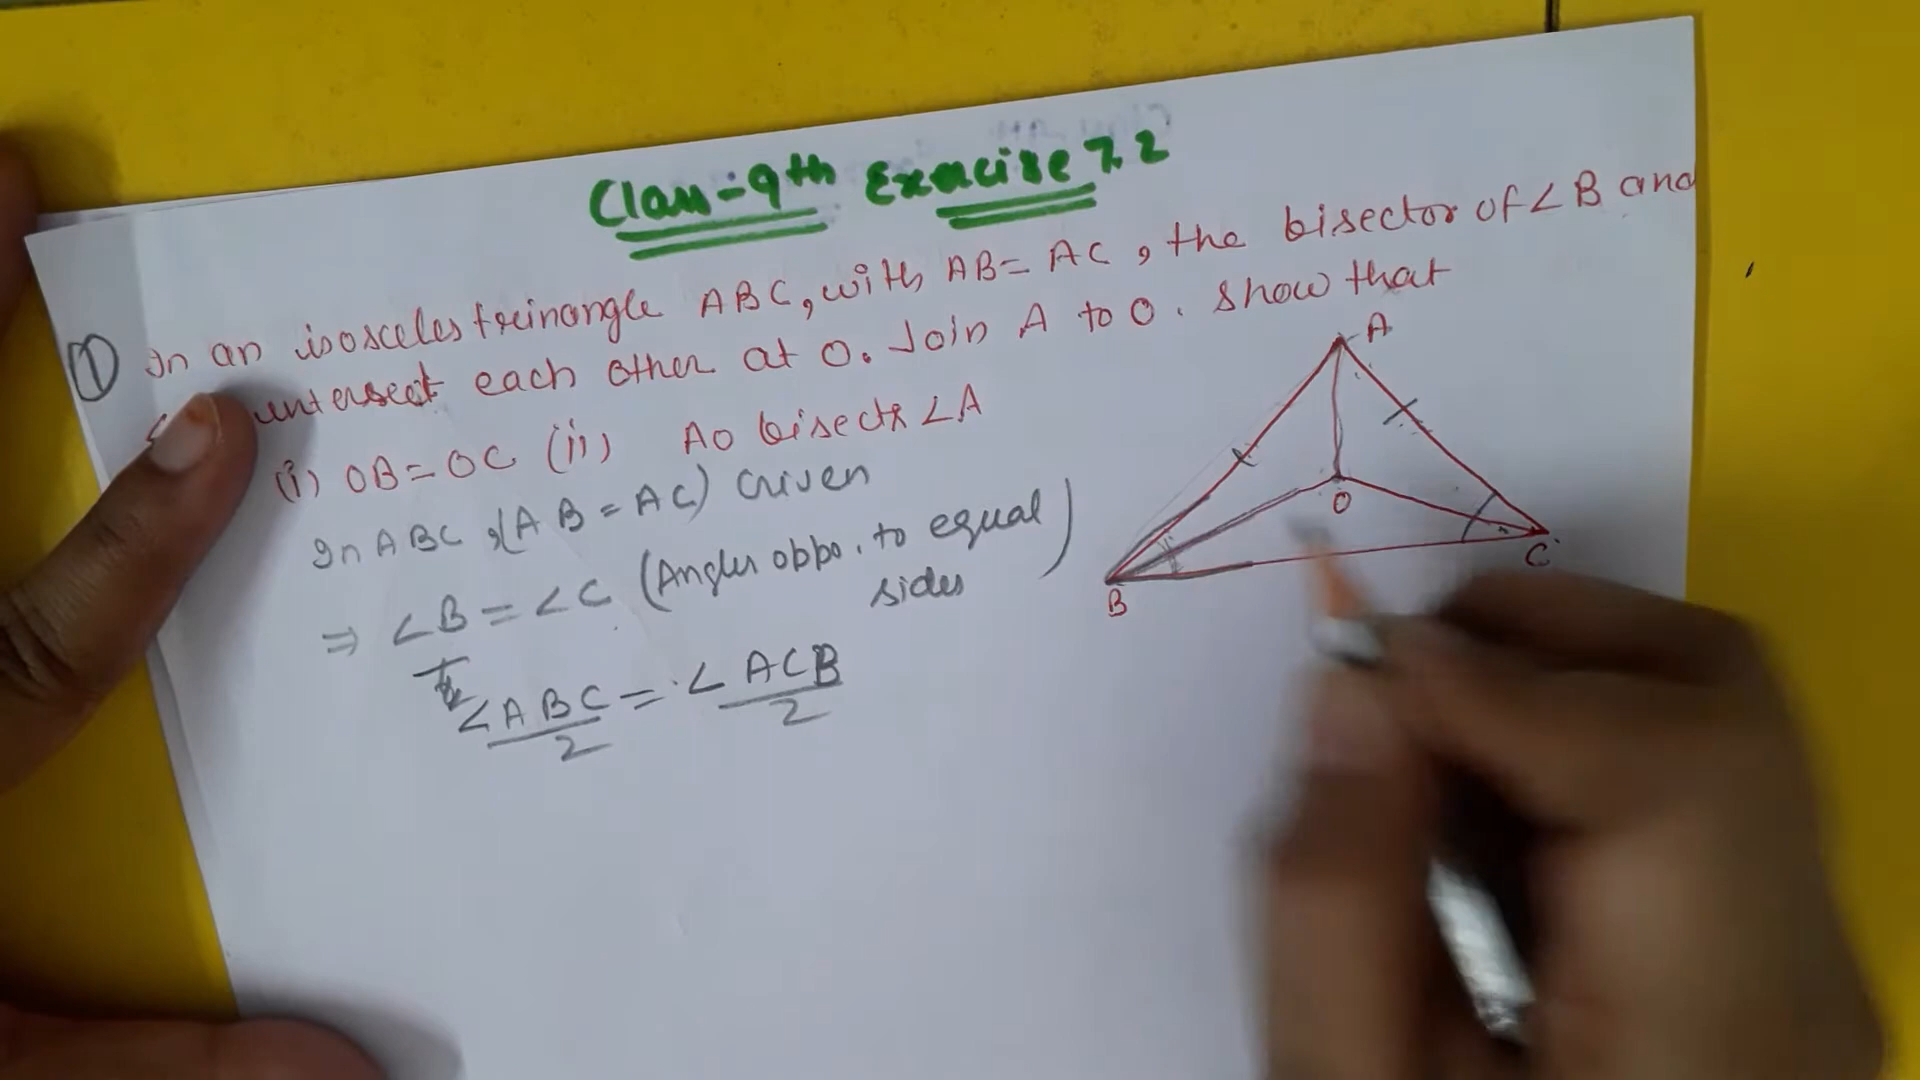 Class-9th Exercise 7.2
① In an isosceles treinangle ABC, with AB= AC, the bisector of ∠B and
intersect each other at O. Join A to O. Show that
(i) OB=OC (ii) AO bisects ∠A
In ABC, (AB=AC) Given
⇒ ∠B=∠C (Angles oppo. to equal sides)
∠ABC/2 = ∠ACB/2
A
O
B
C